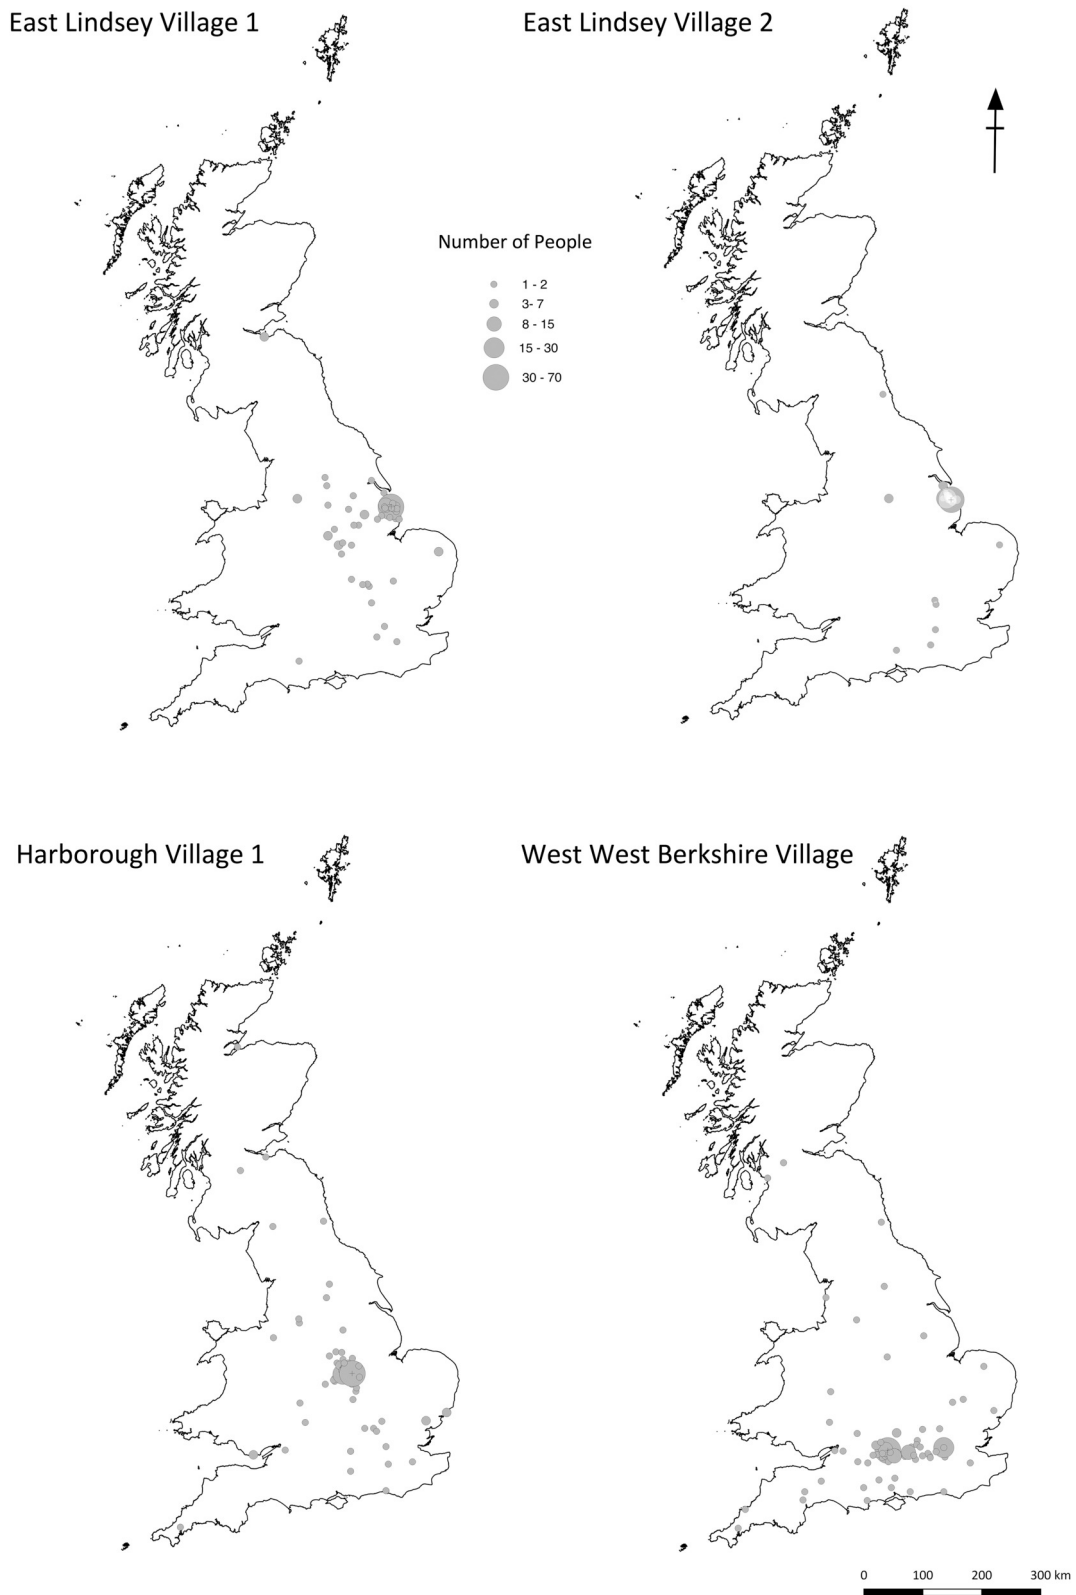 East Lindsey Village 1
East Lindsey Village 2
Number of People
1 - 2
3- 7
8 - 15
15 - 30
30 - 70
Harborough Village 1
West West Berkshire Village
0 100 200 300 km